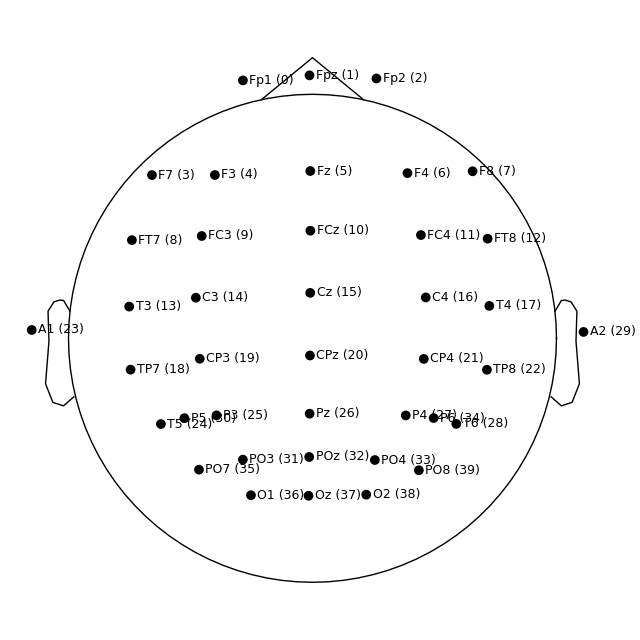 Fp1 (0)
Fpz (1)
Fp2 (2)
F7 (3)
F3 (4)
Fz (5)
F4 (6)
F8 (7)
FT7 (8)
FC3 (9)
FCz (10)
FC4 (11)
FT8 (12)
T3 (13)
C3 (14)
Cz (15)
C4 (16)
T4 (17)
TP7 (18)
CP3 (19)
CPz (20)
CP4 (21)
TP8 (22)
A1 (23)
T5 (24)
P3 (25)
Pz (26)
P4 (27)
T6 (28)
A2 (29)
P5 (30)
PO3 (31)
POz (32)
PO4 (33)
P6 (34)
PO7 (35)
O1 (36)
Oz (37)
O2 (38)
PO8 (39)